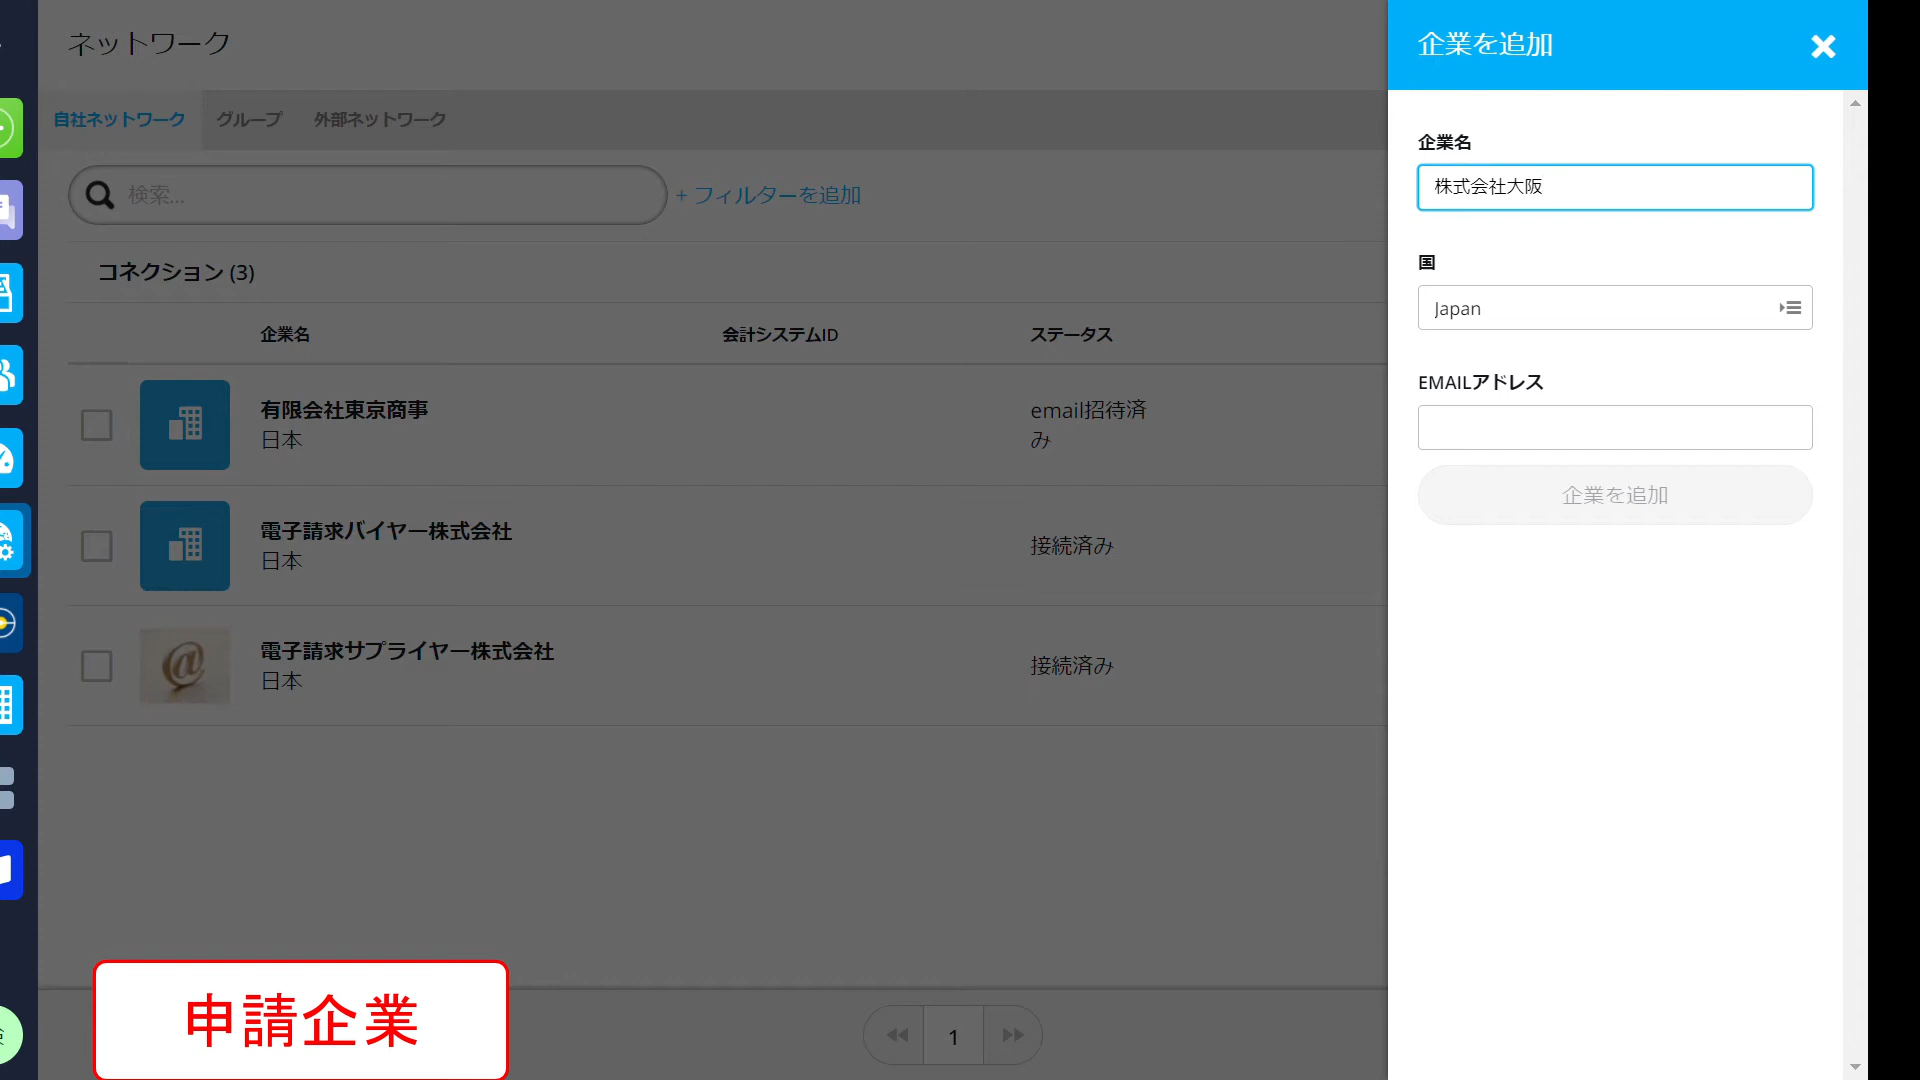 ネットワーク
自社ネットワーク グループ 外部ネットワーク
検索...
+ フィルターを追加
コネクション (3)
企業名 会計システムID ステータス
有限会社東京商事
日本
email招待済
み
電子請求バイヤー株式会社
日本
接続済み
電子請求サプライヤー株式会社
日本
接続済み
1
申請企業
企業を追加
企業名
株式会社大阪
国
Japan
EMAILアドレス
企業を追加